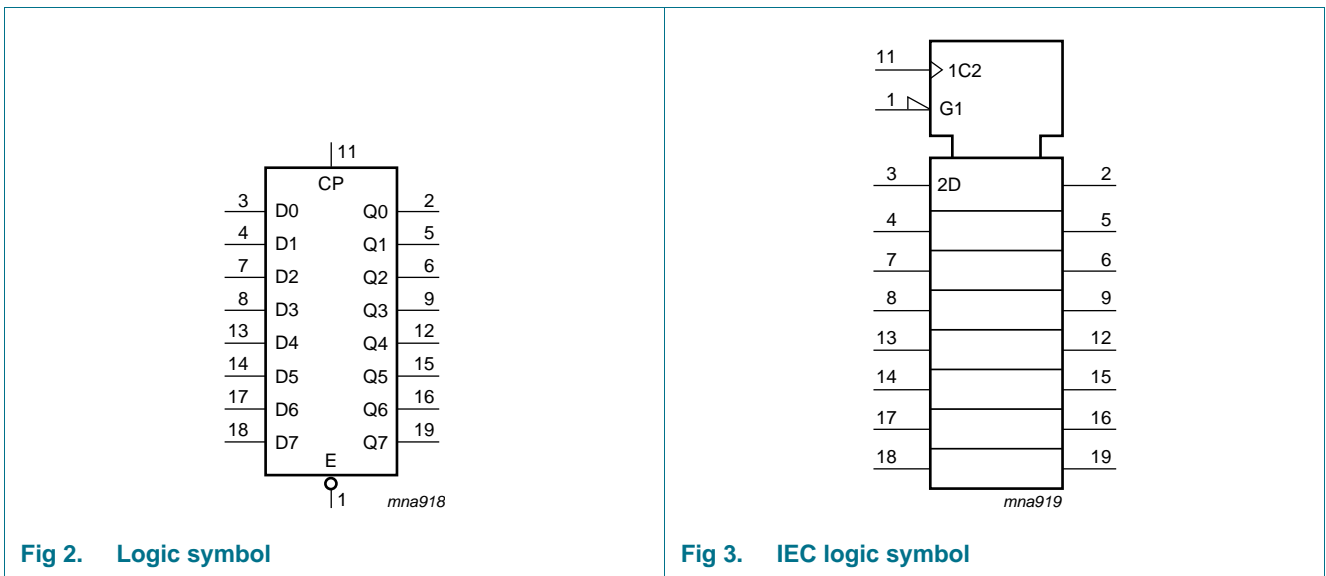 11
CP
3 D0 Q0 2
4 D1 Q1 5
7 D2 Q2 6
8 D3 Q3 9
13 D4 Q4 12
14 D5 Q5 15
17 D6 Q6 16
18 D7 Q7 19
E
1
mna918
Fig 2. Logic symbol
11 1C2
1 G1
3 2D 2
4 5
7 6
8 9
13 12
14 15
17 16
18 19
mna919
Fig 3. IEC logic symbol